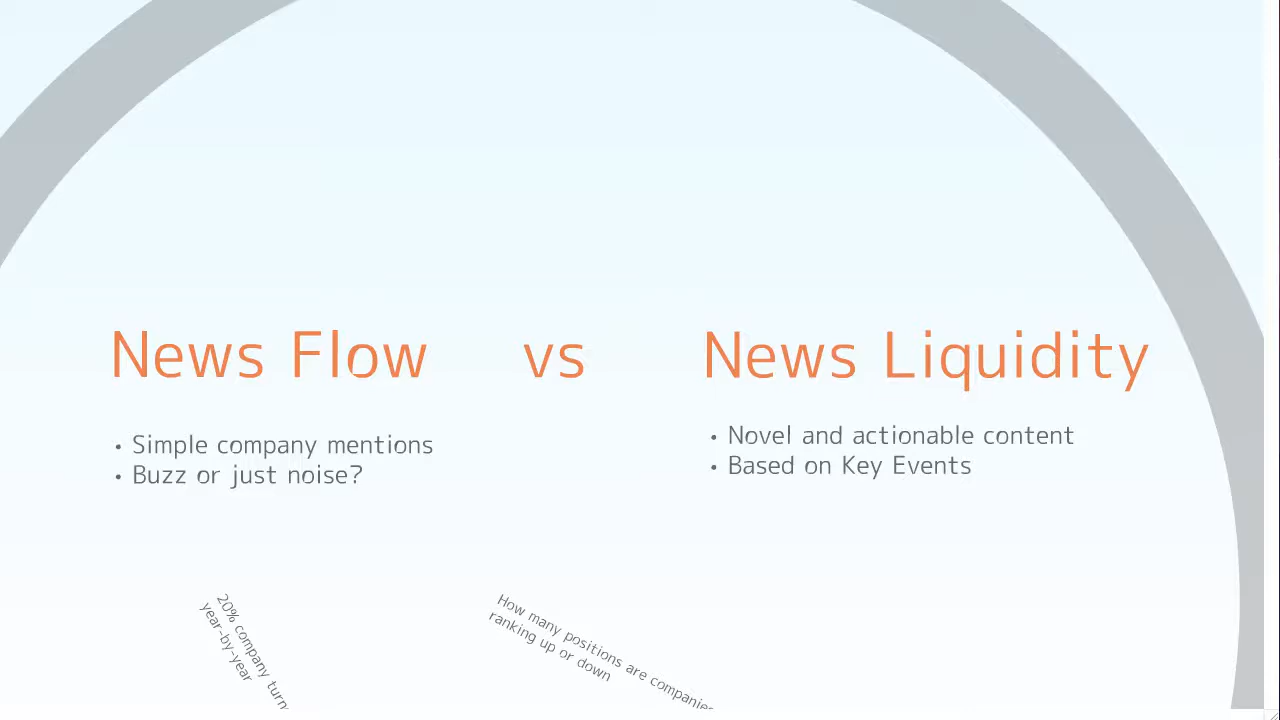 News Flow vs News Liquidity
• Simple company mentions
• Buzz or just noise?
• Novel and actionable content
• Based on Key Events
20% company
year-by-year
How many positions are
ranking up or down